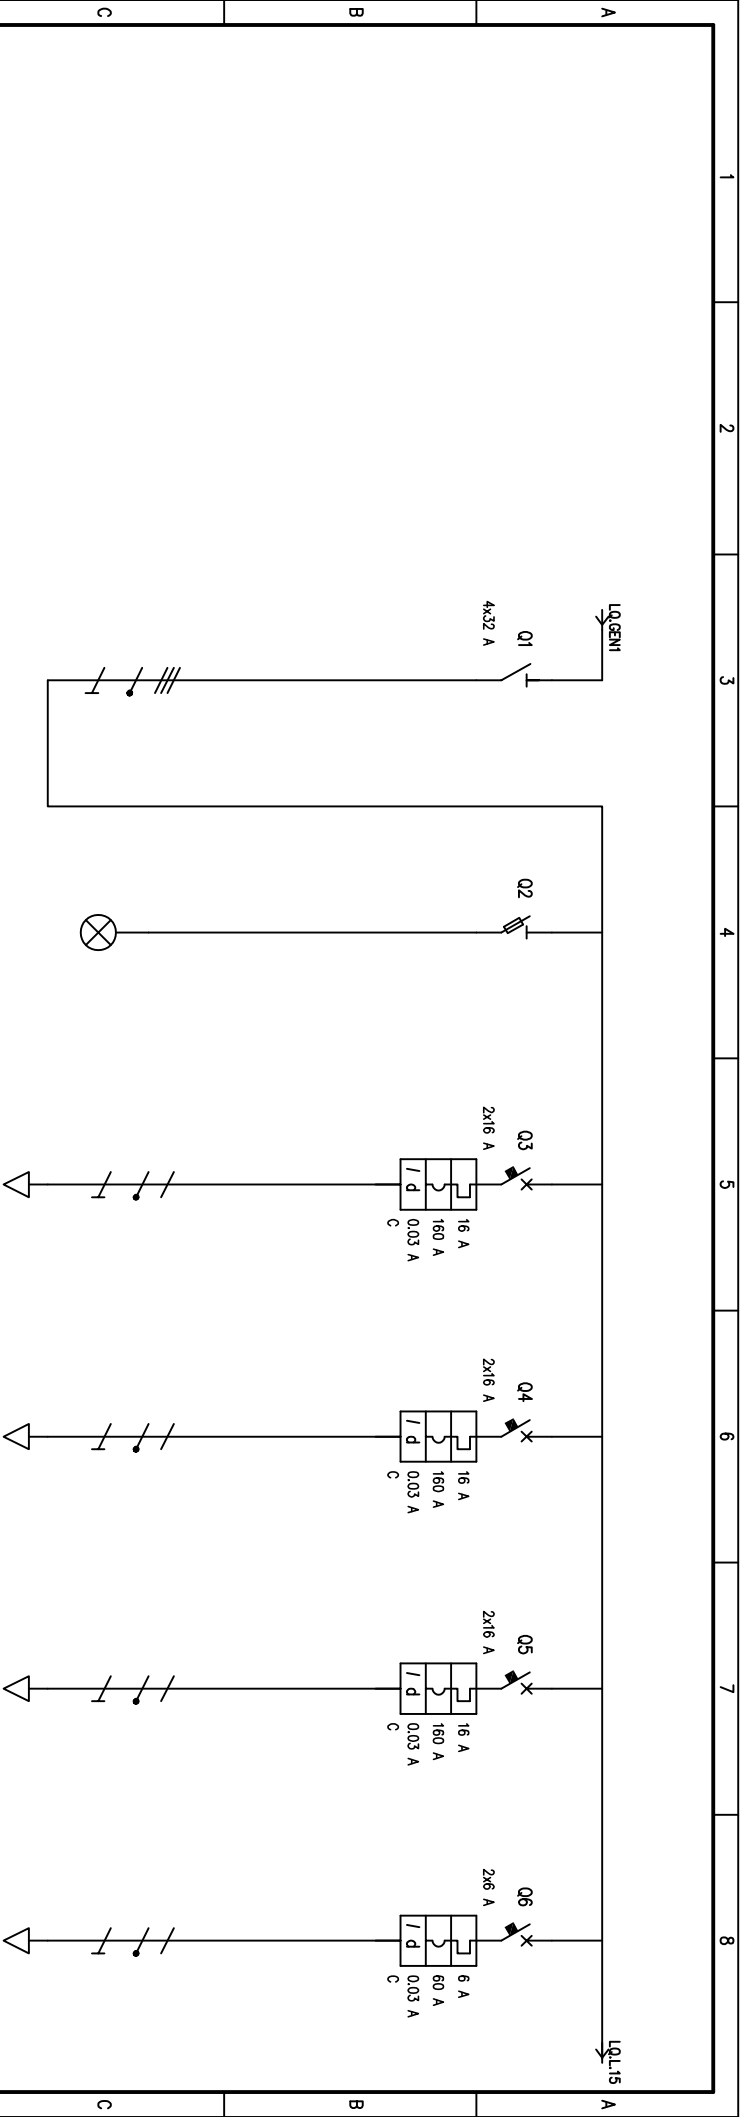 1
2
3
4
5
6
7
8
A
A
LQ.GEN1
LQ.L.15
Q1
4x32 A
Q2
Q3
2x16 A
Q4
2x16 A
Q5
2x16 A
Q6
2x6 A
B
B
16 A
160 A
I d
0.03 A
C
16 A
160 A
I d
0.03 A
C
16 A
160 A
I d
0.03 A
C
6 A
60 A
I d
0.03 A
C
C
C